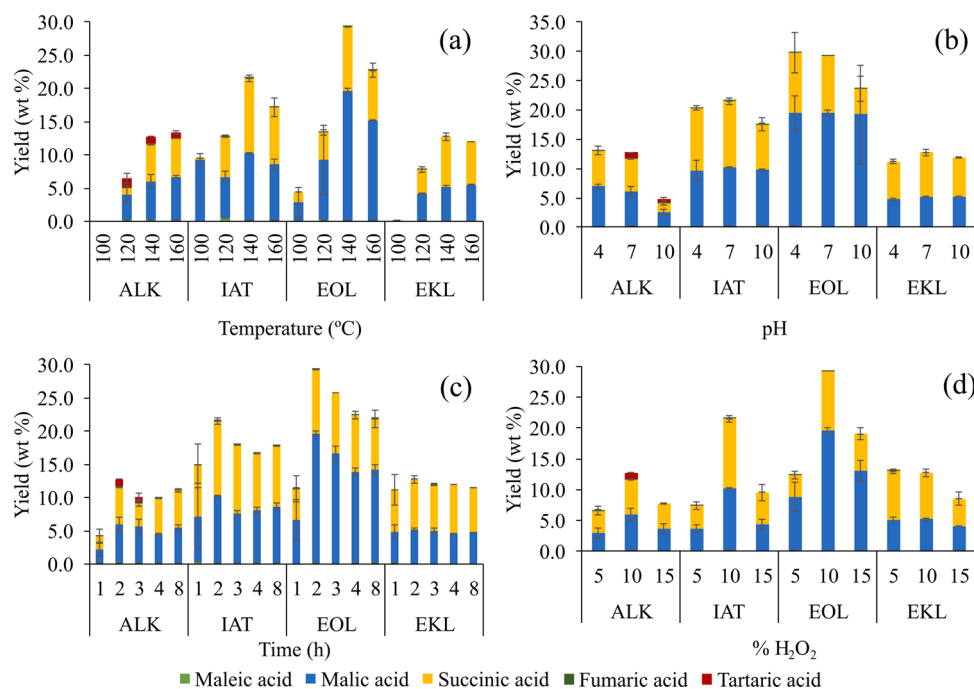 (a)
Yield (wt %)
30.0
25.0
20.0
15.0
10.0
5.0
0.0
100 120 140 160 100 120 140 160 100 120 140 160 100 120 140 160
ALK IAT EOL EKL
Temperature (ºC)
(b)
Yield (wt %)
35.0
30.0
25.0
20.0
15.0
10.0
5.0
0.0
4 7 10 4 7 10 4 7 10 4 7 10
ALK IAT EOL EKL
pH
(c)
Yield (wt %)
30.0
25.0
20.0
15.0
10.0
5.0
0.0
1 2 3 4 8 1 2 3 4 8 1 2 3 4 8 1 2 3 4 8
ALK IAT EOL EKL
Time (h)
(d)
Yield (wt %)
30.0
25.0
20.0
15.0
10.0
5.0
0.0
5 10 15 5 10 15 5 10 15 5 10 15
ALK IAT EOL EKL
% H₂O₂
Maleic acid Malic acid Succinic acid Fumaric acid Tartaric acid